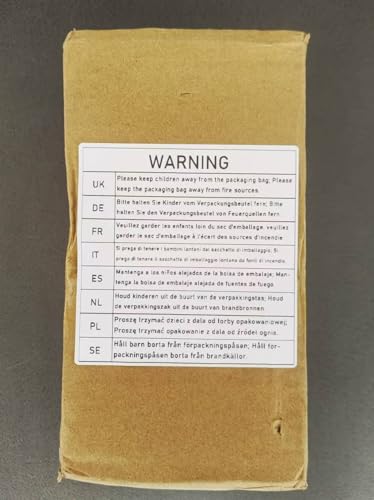 WARNING
UK
Please keep children away from the packaging bag; Please
keep the packaging bag away from fire sources.
DE
Bitte halten Sie Kinder vom Verpackungsbeutel fern; Bitte
halten Sie den Verpackungsbeutel von Feuerquellen fern.
FR
Veuillez garder les enfants loin du sac d'emballage, veuillez
garder le sac d'emballage à l'écart des sources d'incendie
IT
Si prega di tenere i bambini lontani dal sacchetto di imballaggio, Si
prega di tenere il sacchetto di imballaggio lontano da fonti di incendio.
ES
Mantenga a los niños alejados de la bolsa de embalaje; Man-
tenga la bolsa de embalaje alejada de fuentes de fuego
NL
Houd kinderen uit de buurt van de verpakkingstas; Houd
de verpakkingszak uit de buurt van brandbronnen
PL
Proszę trzymać dzieci z dala od torby opakowaniowej;
Proszę trzymać opakowanie z dala od źródeł ognia.
SE
Håll barn borta från förpackningspåsen; Håll för-
packningspåsen borta från brandkällor.